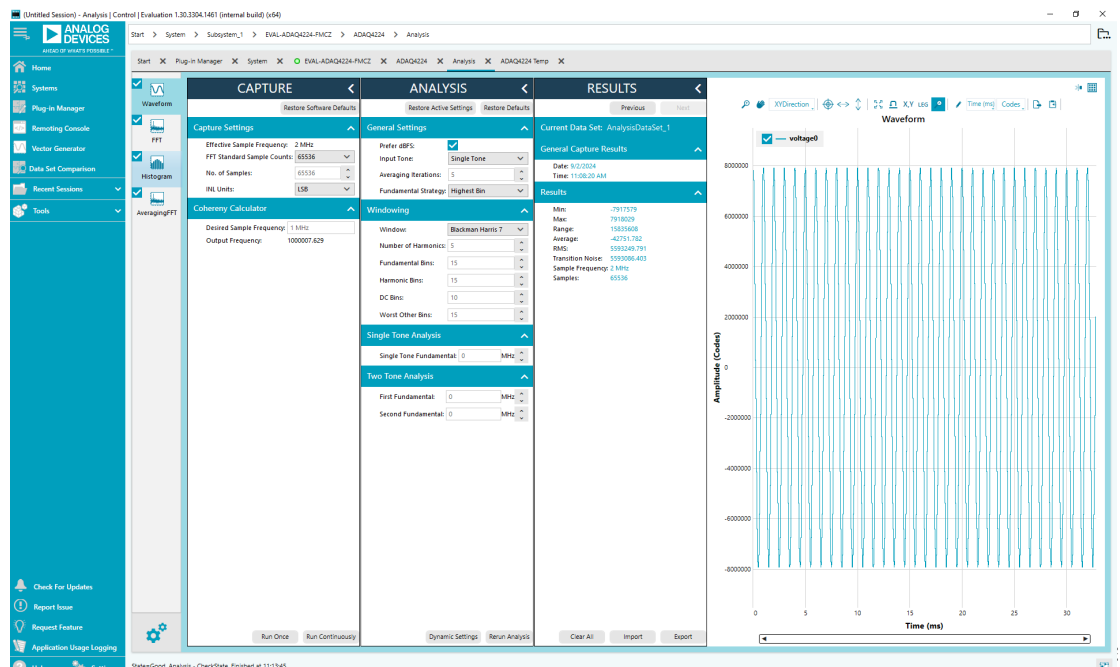 (Untitled Session) - Analysis | Control | Evaluation 1.30.3304.1461 (internal build) (x64)
ANALOG
DEVICES
AHEAD OF WHAT'S POSSIBLE™
Start > System > Subsystem_1 > EVAL-ADAQ4224-FMCZ > ADAQ4224 > Analysis
Start X Plug-in Manager X System X EVAL-ADAQ4224-FMCZ X ADAQ4224 X Analysis X ADAQ4224 Temp X
Home
Systems
Plug-in Manager
Remoting Console
Vector Generator
Data Set Comparison
Recent Sessions
Tools
Check For Updates
Report Issue
Request Feature
Application Usage Logging
Waveform
FFT
Histogram
AveragingFFT
CAPTURE
Restore Software Defaults
Capture Settings
Effective Sample Frequency: 2 MHz
FFT Standard Sample Counts: 65536
No. of Samples: 65536
INL Units: LSB
Coherency Calculator
Desired Sample Frequency: 1 MHz
Output Frequency: 1000007.629
Run Once Run Continuously
ANALYSIS
Restore Active Settings Restore Defaults
General Settings
Prefer dBFS:
Input Tone: Single Tone
Averaging Iterations: 5
Fundamental Strategy: Highest Bin
Windowing
Window: Blackman Harris 7
Number of Harmonics: 5
Fundamental Bins: 15
Harmonic Bins: 15
DC Bins: 10
Worst Other Bins: 15
Single Tone Analysis
Single Tone Fundamental: 0 MHz
Two Tone Analysis
First Fundamental: 0 MHz
Second Fundamental: 0 MHz
Dynamic Settings Rerun Analysis
RESULTS
Previous Next
Current Data Set: AnalysisDataSet_1
General Capture Results
Date: 9/2/2024
Time: 11:08:20 AM
Results
Min: -7917579
Max: 7918029
Range: 15835608
Average: -42751.782
RMS: 5593249.791
Transition Noise: 5593086.403
Sample Frequency: 2 MHz
Samples: 65536
Clear All Import Export
XYDirection X,Y LEG Time (ms) Codes
Waveform
voltage0
8000000
6000000
4000000
2000000
0
-2000000
-4000000
-6000000
-8000000
Amplitude (Codes)
0 5 10 15 20 25 30
Time (ms)
State=Good, Analysis - CheckState, Finished at 11:13:45